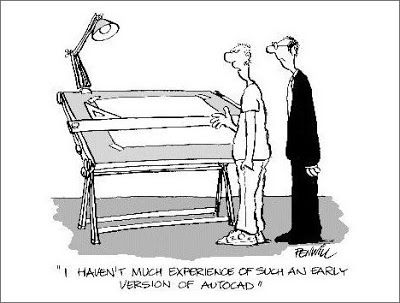 "I HAVEN'T MUCH EXPERIENCE OF SUCH AN EARLY
VERSION OF AUTOCAD"